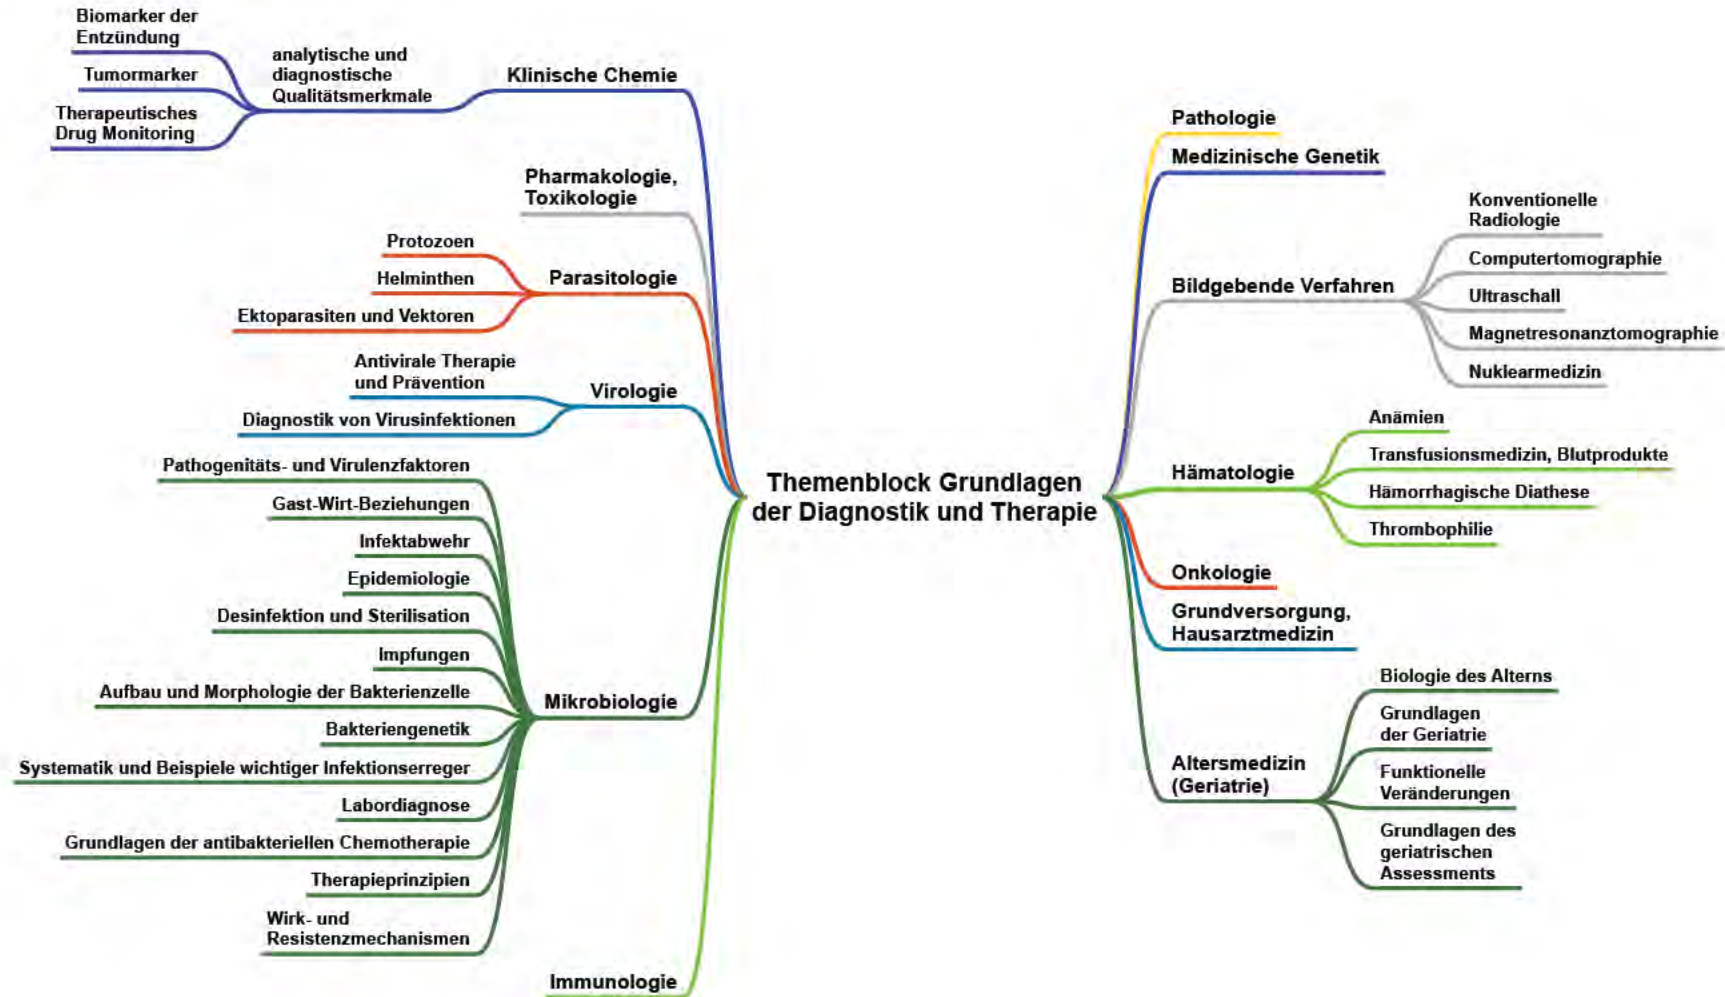 Biomarker der
Entzündung
Tumormarker
Therapeutisches
Drug Monitoring
analytische und
diagnostische
Qualitätsmerkmale
Klinische Chemie
Pharmakologie,
Toxikologie
Protozoen
Helminthen
Ektoparasiten und Vektoren
Parasitologie
Antivirale Therapie
und Prävention
Diagnostik von Virusinfektionen
Virologie
Pathogenitäts- und Virulenzfaktoren
Gast-Wirt-Beziehungen
Infektabwehr
Epidemiologie
Desinfektion und Sterilisation
Impfungen
Aufbau und Morphologie der Bakterienzelle
Bakteriengenetik
Systematik und Beispiele wichtiger Infektionserreger
Labordiagnose
Grundlagen der antibakteriellen Chemotherapie
Therapieprinzipien
Wirk- und
Resistenzmechanismen
Mikrobiologie
Immunologie
Themenblock Grundlagen
der Diagnostik und Therapie
Pathologie
Medizinische Genetik
Bildgebende Verfahren
Konventionelle
Radiologie
Computertomographie
Ultraschall
Magnetresonanztomographie
Nuklearmedizin
Hämatologie
Anämien
Transfusionsmedizin, Blutprodukte
Hämorrhagische Diathese
Thrombophilie
Onkologie
Grundversorgung,
Hausarztmedizin
Altersmedizin
(Geriatrie)
Biologie des Alterns
Grundlagen
der Geriatrie
Funktionelle
Veränderungen
Grundlagen des
geriatrischen
Assessments